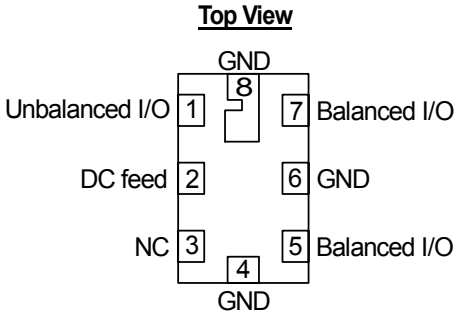 Top View
GND
8
Unbalanced I/O 1 7 Balanced I/O
DC feed 2 6 GND
NC 3 5 Balanced I/O
4
GND